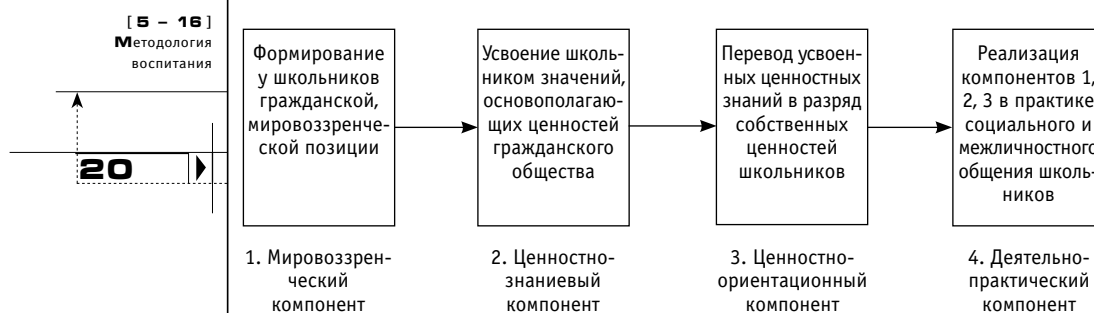 [5 – 16]
Методология
воспитания
20
Формирование
у школьников
гражданской,
мировоззренче-
ской позиции
Усвоение школь-
ником значений,
основополагаю-
щих ценностей
гражданского
общества
Перевод усвоен-
ных ценностных
знаний в разряд
собственных
ценностей
школьников
Реализация
компонентов 1,
2, 3 в практике
социального и
межличностного
общения школь-
ников
1. Мировоззрен-
ческий
компонент
2. Ценностно-
знаниевый
компонент
3. Ценностно-
ориентационный
компонент
4. Деятельно-
практический
компонент